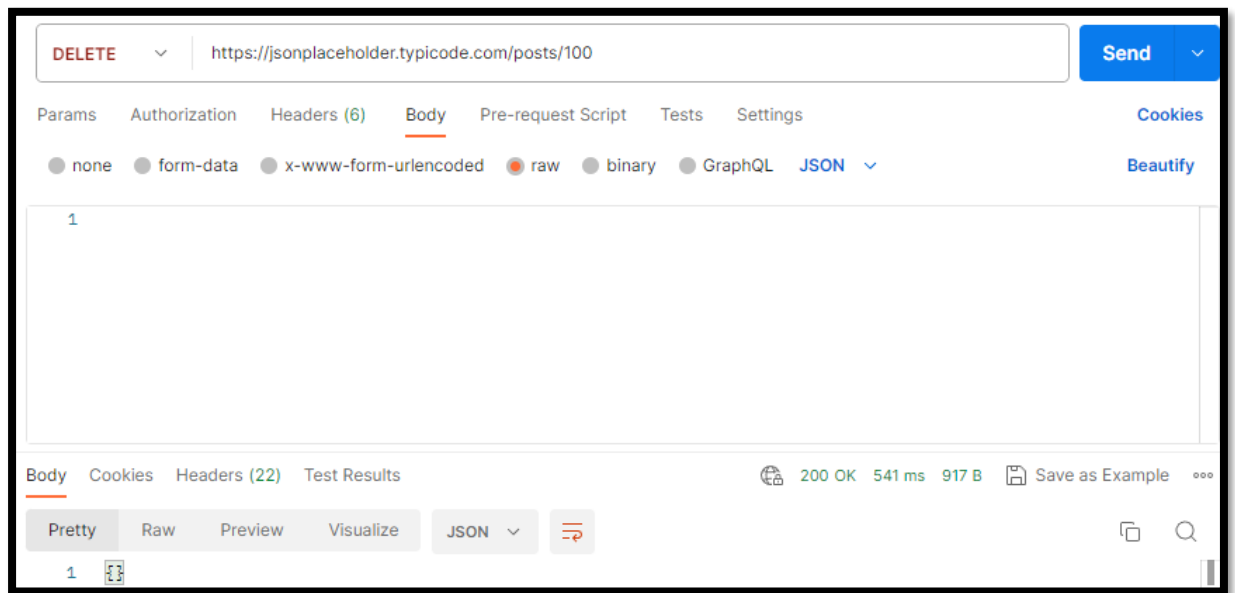 DELETE https://jsonplaceholder.typicode.com/posts/100 Send
Params Authorization Headers (6) Body Pre-request Script Tests Settings Cookies
none form-data x-www-form-urlencoded raw binary GraphQL JSON Beautify
1
Body Cookies Headers (22) Test Results 200 OK 541 ms 917 B Save as Example
Pretty Raw Preview Visualize JSON
1 {}